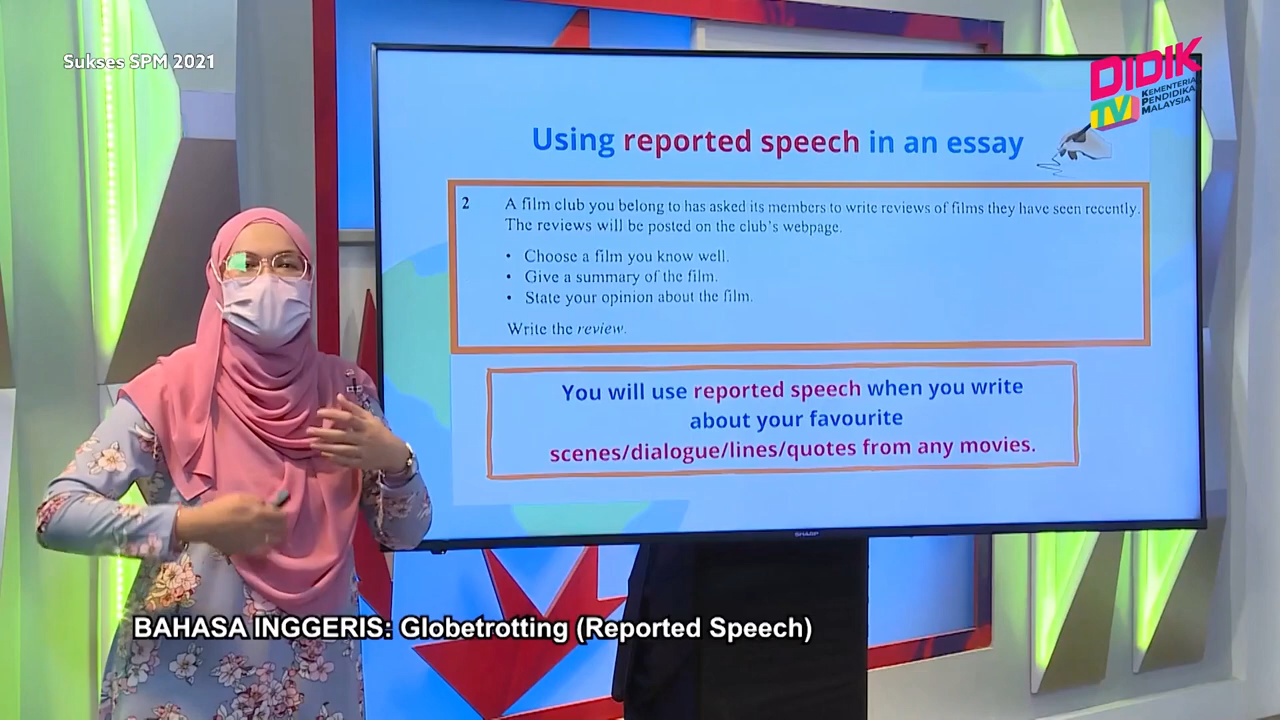 Sukses SPM 2021
DIDIK
TV
KEMENTERIA
PENDIDIKA
MALAYSIA
Using reported speech in an essay
2 A film club you belong to has asked its members to write reviews of films they have seen recently.
The reviews will be posted on the club's webpage.
• Choose a film you know well.
• Give a summary of the film.
• State your opinion about the film.
Write the review.
You will use reported speech when you write
about your favourite
scenes/dialogue/lines/quotes from any movies.
SHARP
BAHASA INGGERIS: Globetrotting (Reported Speech)